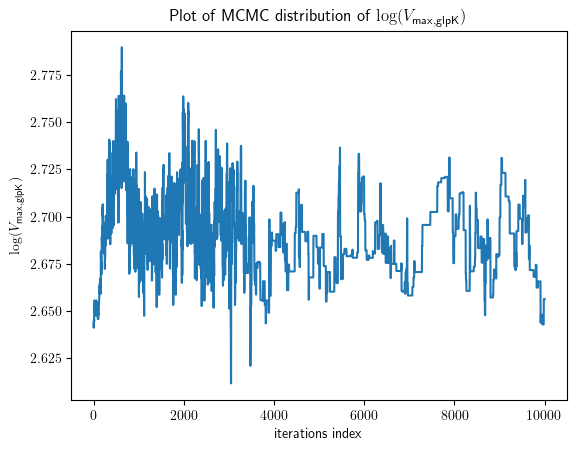 Plot of MCMC distribution of log(V_max,glpK)
log(V_max,glpK)
2.775
2.750
2.725
2.700
2.675
2.650
2.625
0 2000 4000 6000 8000 10000
iterations index